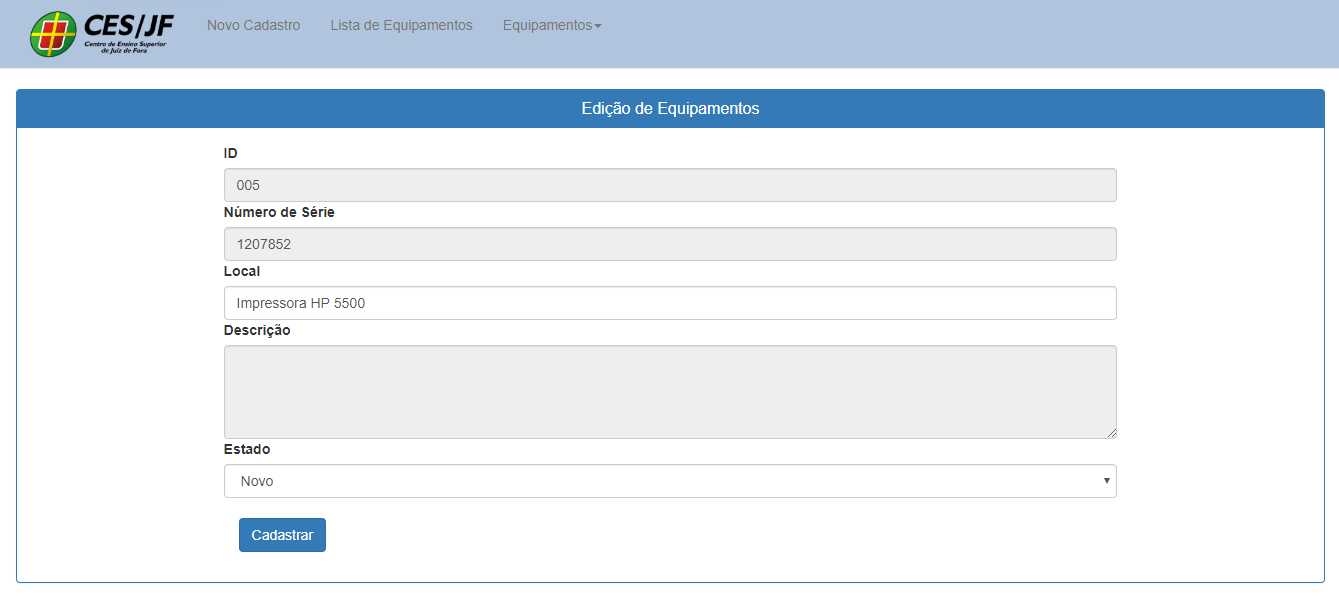 CES/JF
Centro de Ensino Superior
de Juiz de Fora
Novo Cadastro
Lista de Equipamentos
Equipamentos
Edição de Equipamentos
ID
005
Número de Série
1207852
Local
Impressora HP 5500
Descrição
Estado
Novo
Cadastrar